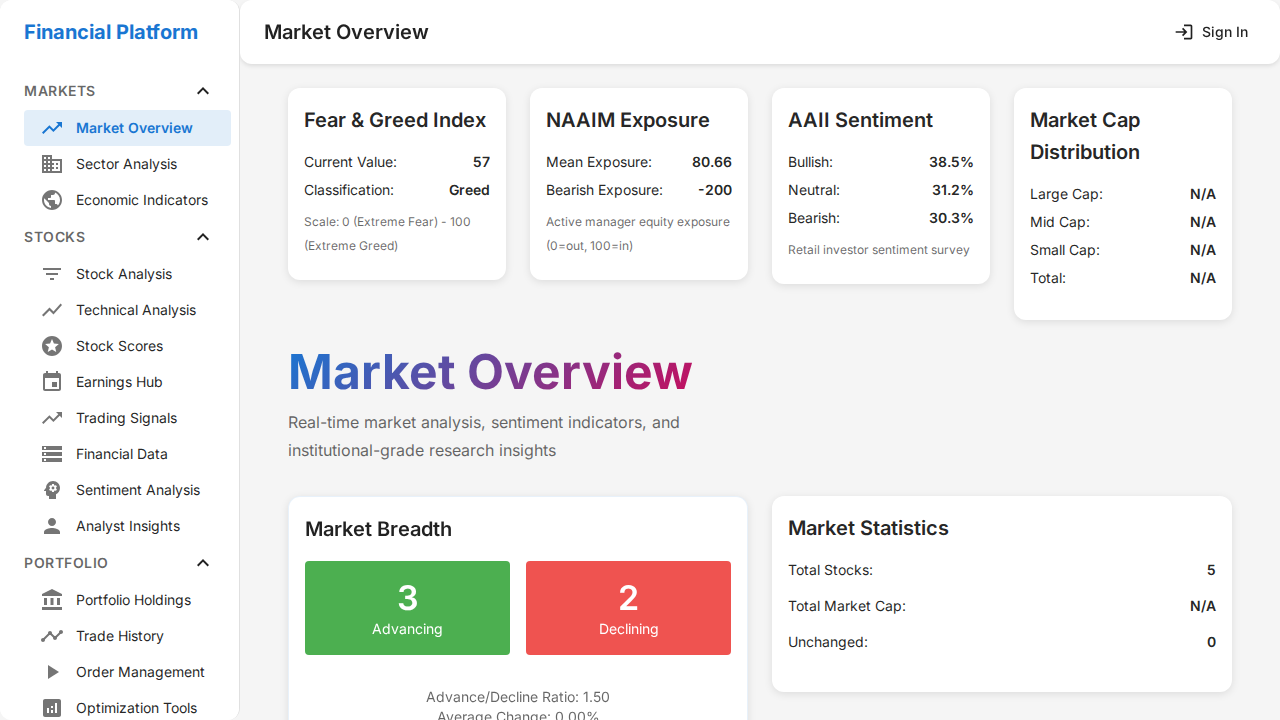 Financial Platform
MARKETS
Market Overview
Sector Analysis
Economic Indicators
STOCKS
Stock Analysis
Technical Analysis
Stock Scores
Earnings Hub
Trading Signals
Financial Data
Sentiment Analysis
Analyst Insights
PORTFOLIO
Portfolio Holdings
Trade History
Order Management
Optimization Tools
Market Overview
Sign In
Fear & Greed Index
Current Value: 57
Classification: Greed
Scale: 0 (Extreme Fear) - 100
(Extreme Greed)
NAAIM Exposure
Mean Exposure: 80.66
Bearish Exposure: -200
Active manager equity exposure
(0=out, 100=in)
AAII Sentiment
Bullish: 38.5%
Neutral: 31.2%
Bearish: 30.3%
Retail investor sentiment survey
Market Cap
Distribution
Large Cap: N/A
Mid Cap: N/A
Small Cap: N/A
Total: N/A
Market Overview
Real-time market analysis, sentiment indicators, and
institutional-grade research insights
Market Breadth
3
Advancing
2
Declining
Advance/Decline Ratio: 1.50
Average Change: 0.00%
Market Statistics
Total Stocks: 5
Total Market Cap: N/A
Unchanged: 0